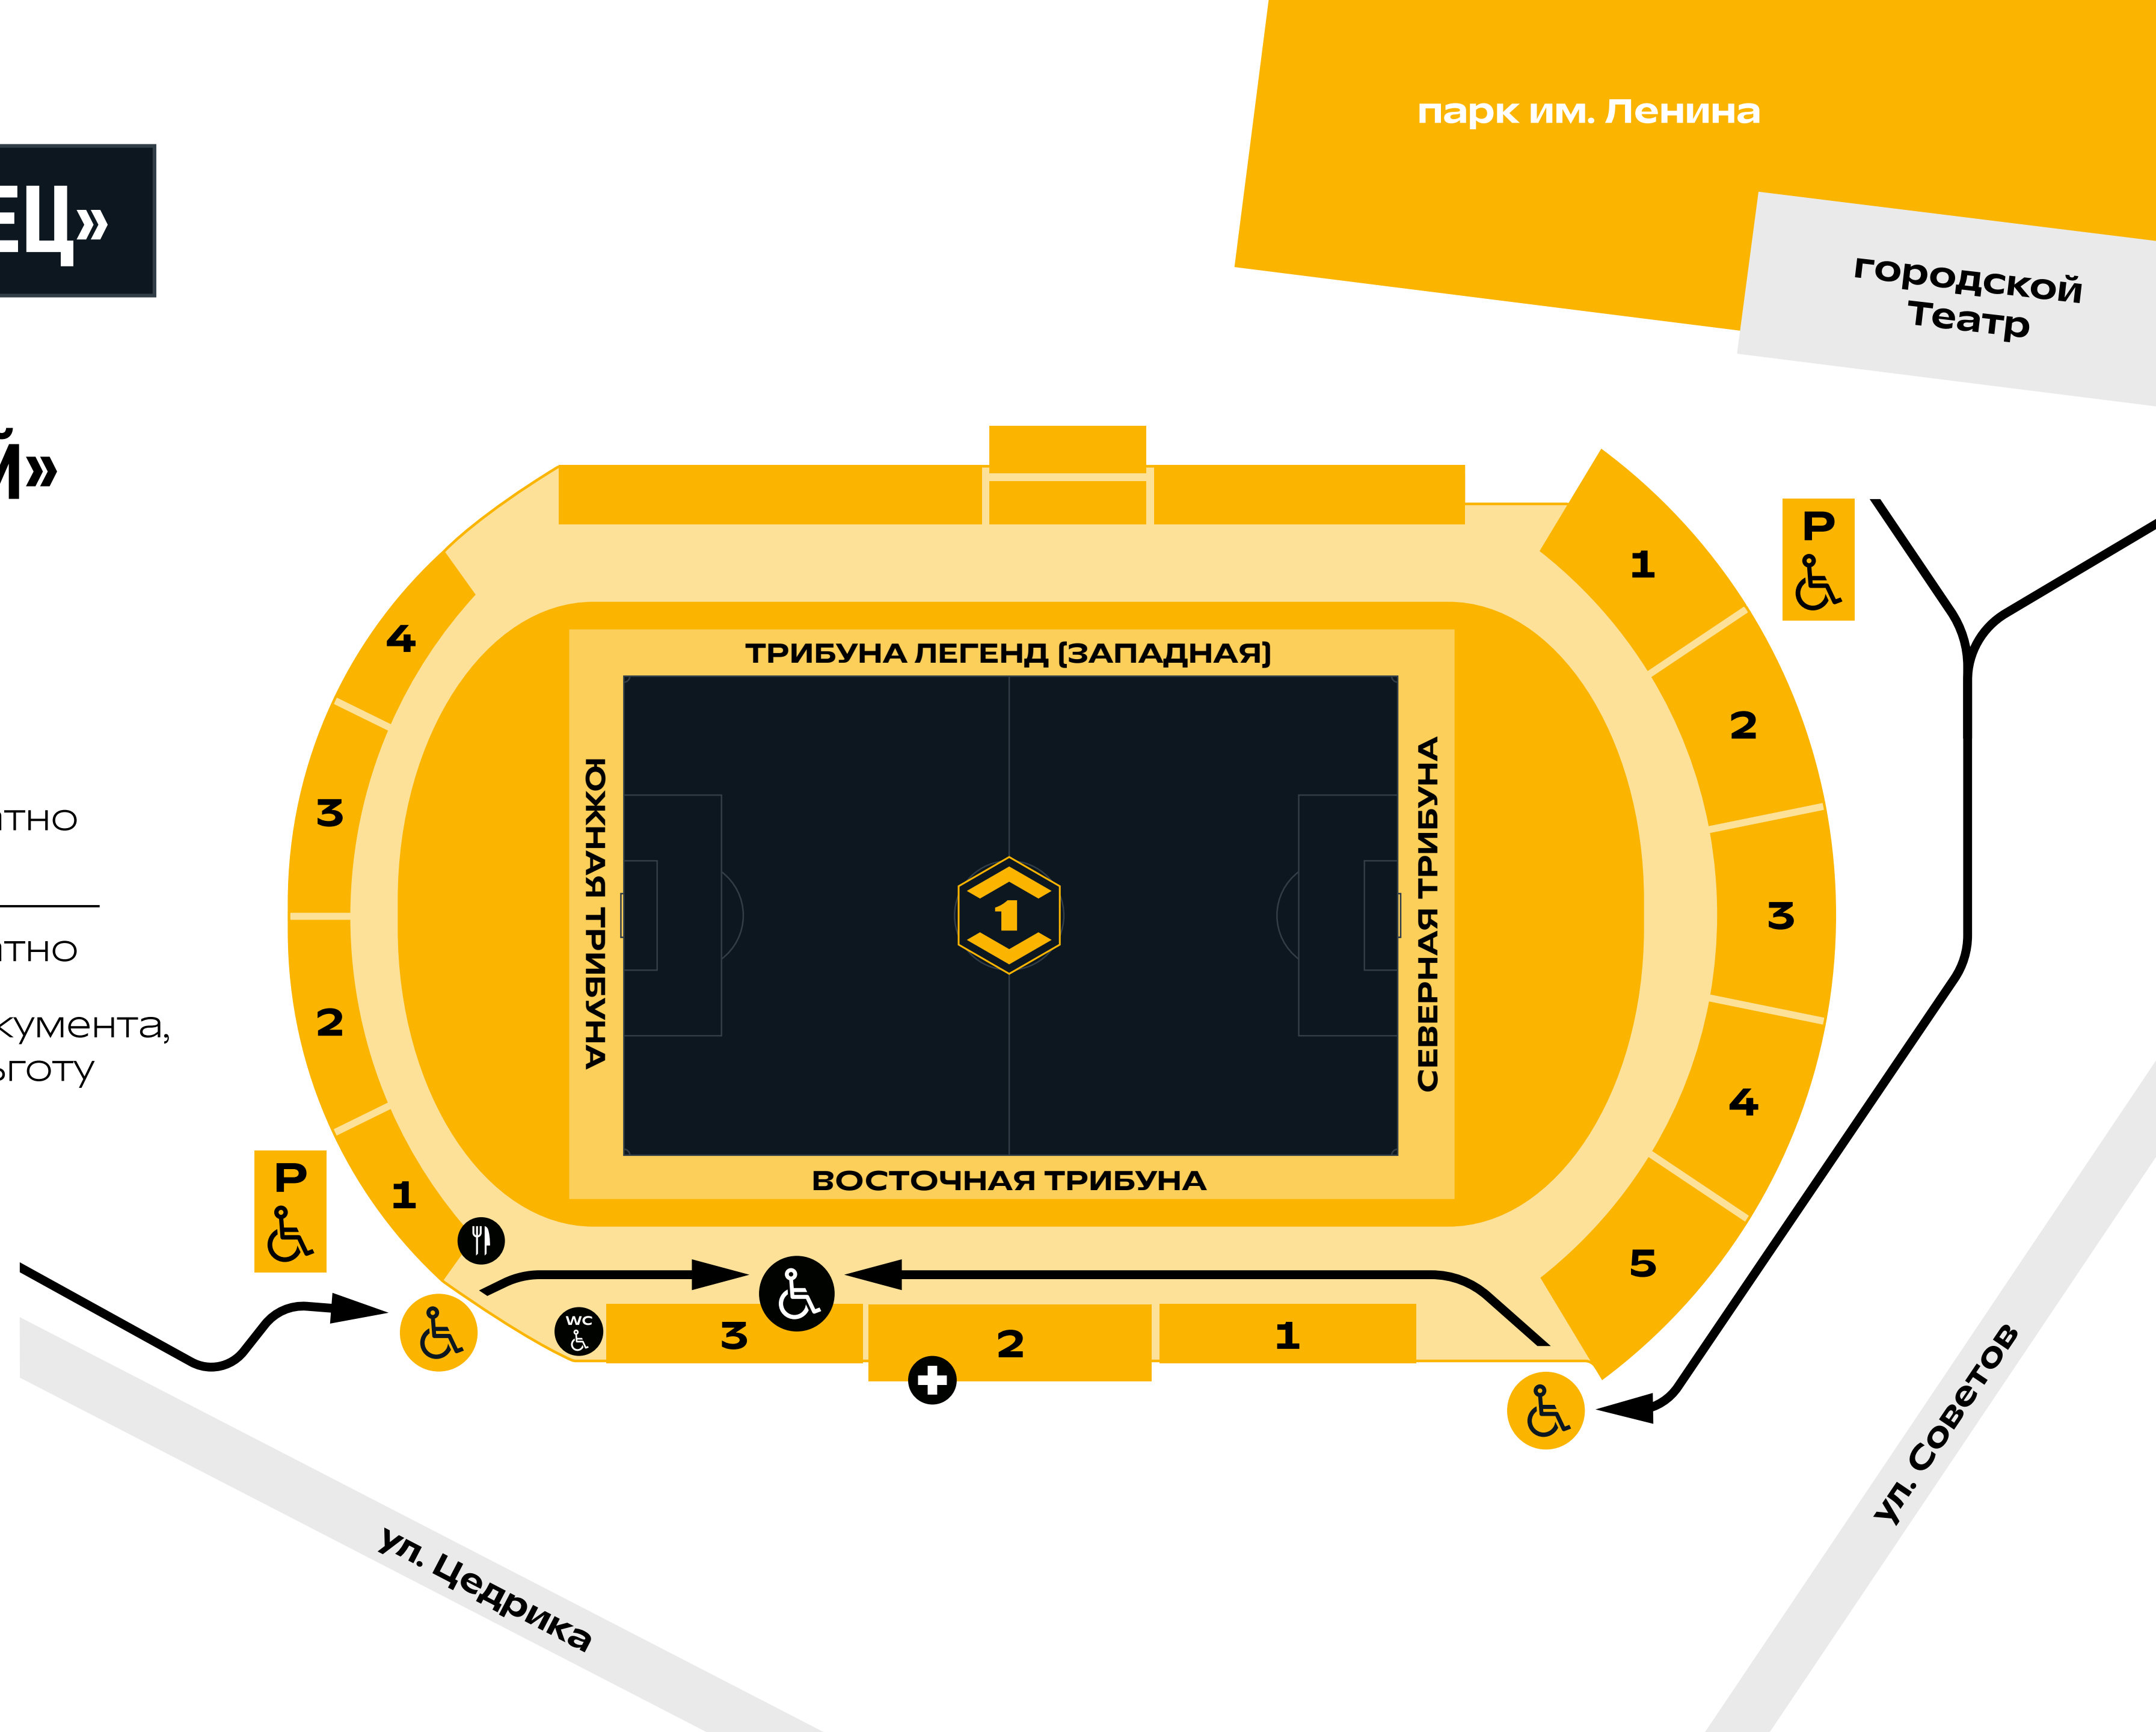 парк им. Ленина
городской
Театр
ТРИБУНА ЛЕГЕНД (ЗАПАДНАЯ)
ЮЖНАЯ ТРИБУНА
СЕВЕРНАЯ ТРИБУНА
ВОСТОЧНАЯ ТРИБУНА
1
4
3
2
1
1
2
3
4
5
3
2
1
P
P
WC
ул. Цедрика
ул. Советов